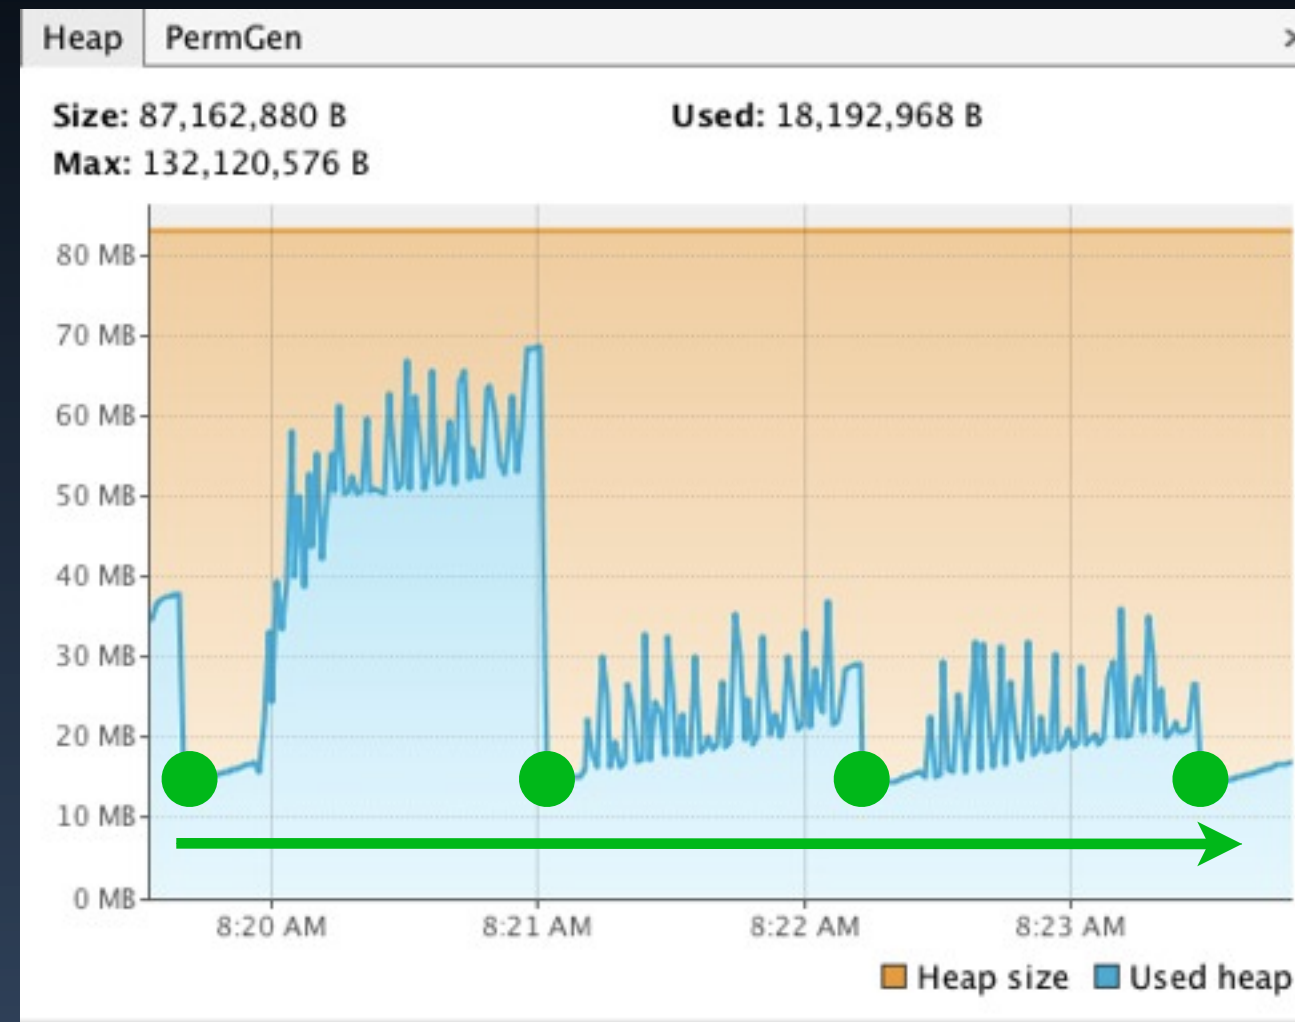 Heap PermGen ×
Size: 87,162,880 B Used: 18,192,968 B
Max: 132,120,576 B
80 MB
70 MB
60 MB
50 MB
40 MB
30 MB
20 MB
10 MB
0 MB
8:20 AM 8:21 AM 8:22 AM 8:23 AM
Heap size Used heap